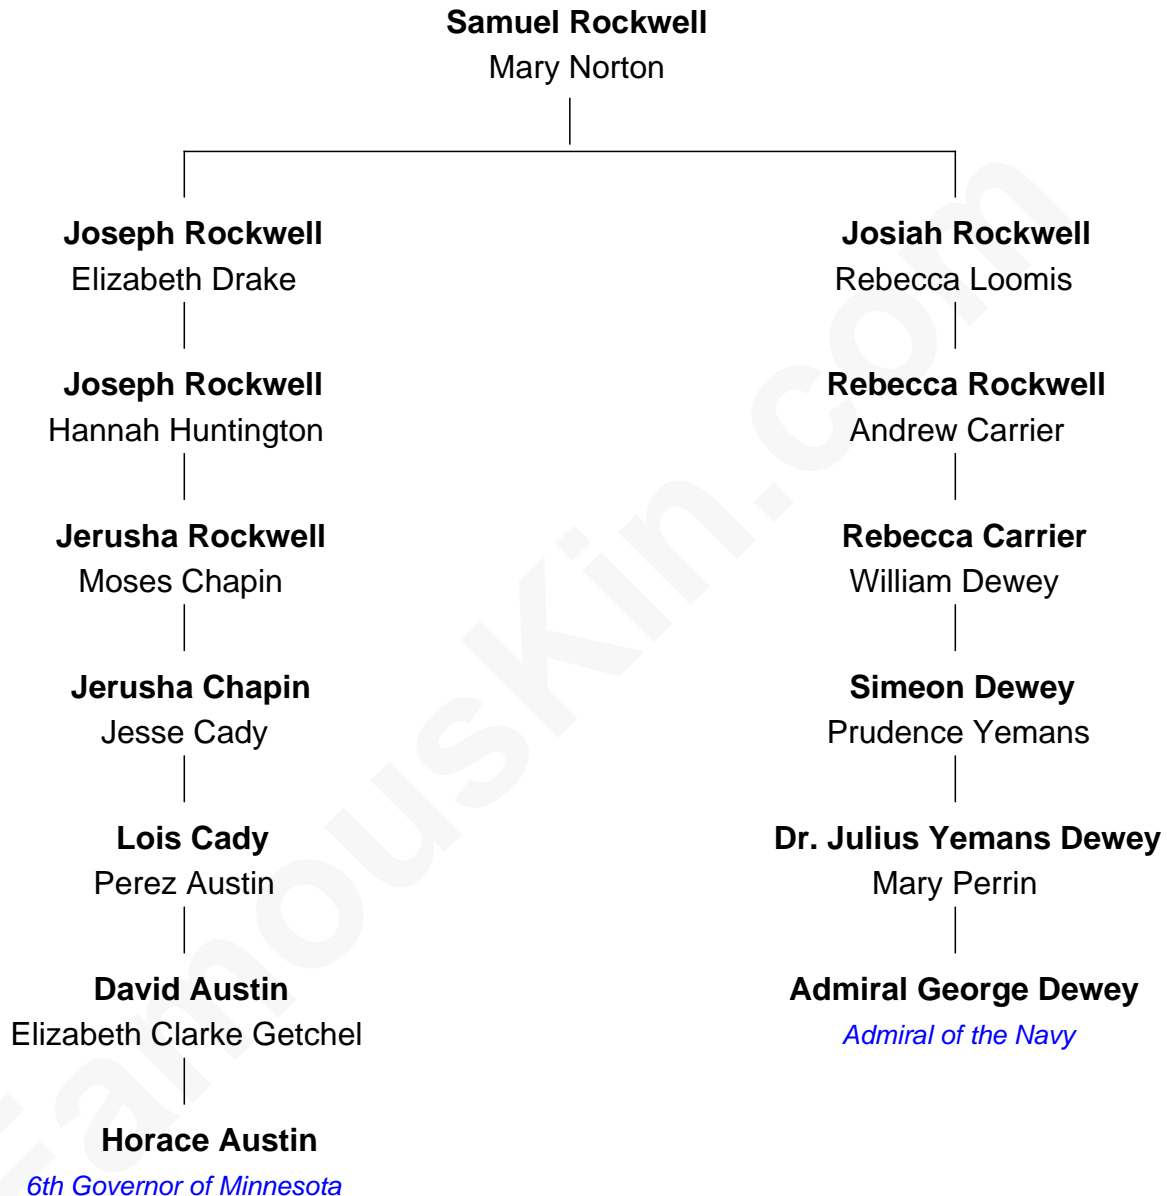 Samuel Rockwell
Mary Norton
Joseph Rockwell
Elizabeth Drake
Josiah Rockwell
Rebecca Loomis
Joseph Rockwell
Hannah Huntington
Rebecca Rockwell
Andrew Carrier
Jerusha Rockwell
Moses Chapin
Rebecca Carrier
William Dewey
Jerusha Chapin
Jesse Cady
Simeon Dewey
Prudence Yemans
Lois Cady
Perez Austin
Dr. Julius Yemans Dewey
Mary Perrin
David Austin
Elizabeth Clarke Getchel
Admiral George Dewey
Admiral of the Navy
Horace Austin
6th Governor of Minnesota
FamousKin.com